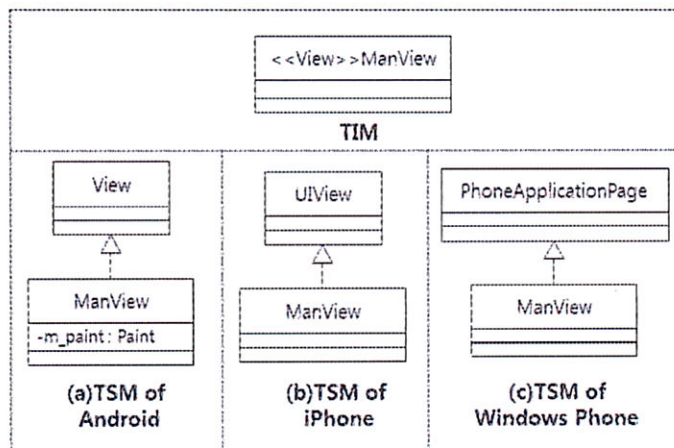 <<View>>ManView
TIM
View
ManView
-m_paint: Paint
(a)TSM of
Android
UIView
ManView
(b)TSM of
iPhone
PhoneApplicationPage
ManView
(c)TSM of
Windows Phone